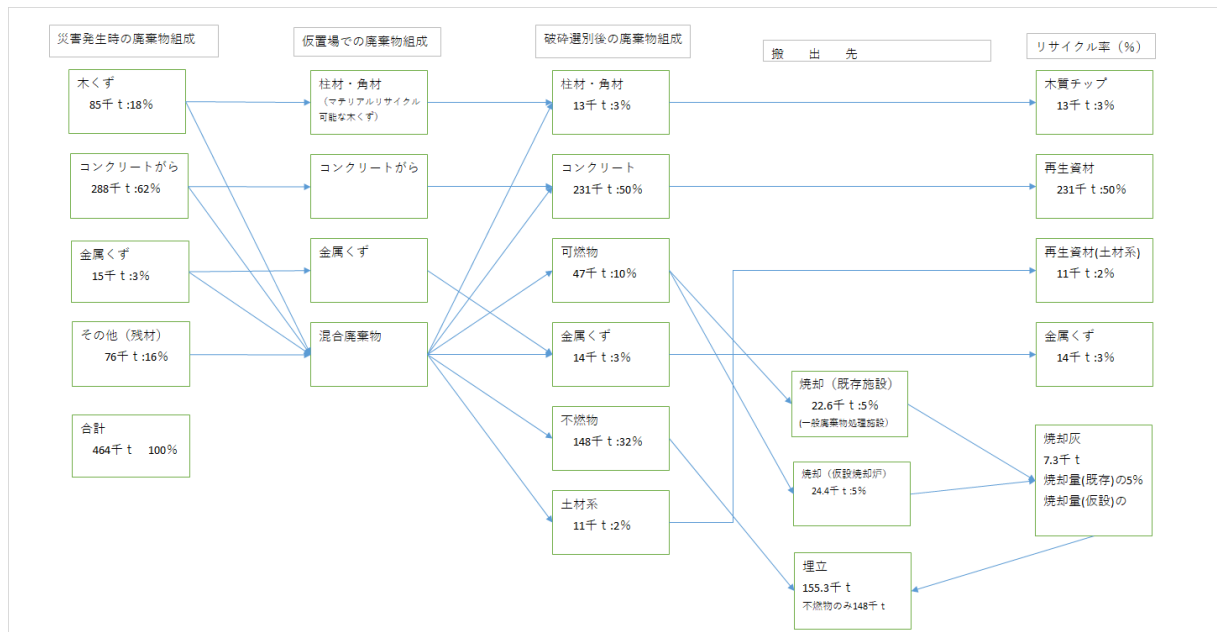 災害発生時の廃棄物組成
木くず
85千ｔ:18％
コンクリートがら
288千ｔ:62％
金属くず
15千ｔ:3％
その他（残材）
76千ｔ:16％
合計
464千ｔ　100％
仮置場での廃棄物組成
柱材・角材
（マテリアルリサイクル
可能な木くず）
コンクリートがら
金属くず
混合廃棄物
破砕選別後の廃棄物組成
柱材・角材
13千ｔ:3％
コンクリート
231千ｔ:50％
可燃物
47千ｔ:10％
金属くず
14千ｔ:3％
不燃物
148千ｔ:32％
土材系
11千ｔ:2％
搬　出　先
焼却（既存施設）
22.6千ｔ:5％
(一般廃棄物処理施設）
焼却（仮設焼却炉）
24.4千ｔ:5％
埋立
155.3千ｔ
不燃物のみ148千ｔ
リサイクル率（％）
木質チップ
13千ｔ:3％
再生資材
231千ｔ:50％
再生資材(土材系)
11千ｔ:2％
金属くず
14千ｔ:3％
焼却灰
7.3千ｔ
焼却量(既存)の5%
焼却量(仮設)の